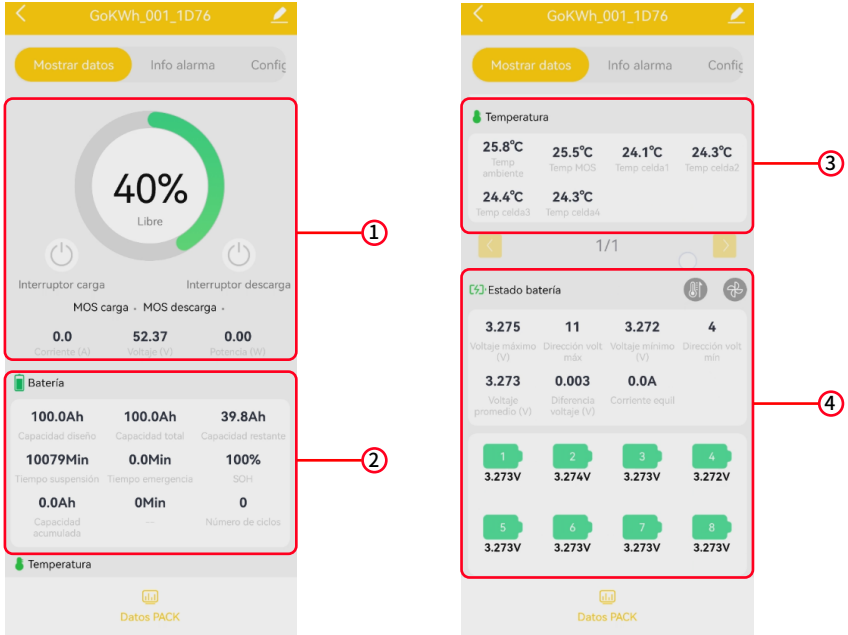 GoKWh_001_1D76
Mostrar datos
Info alarma
Config
40%
Libre
Interruptor carga
Interruptor descarga
MOS carga - MOS descarga -
0.0
52.37
0.00
Corriente (A)
Voltaje (V)
Potencia (W)
1
Batería
100.0Ah
100.0Ah
39.8Ah
Capacidad diseño
Capacidad total
Capacidad restante
10079Min
0.0Min
100%
Tiempo suspensión
Tiempo emergencia
SOH
0.0Ah
0Min
0
Capacidad
acumulada
---
Número de ciclos
2
Temperatura
Datos PACK
GoKWh_001_1D76
Mostrar datos
Info alarma
Config
Temperatura
25.8°C
25.5°C
24.1°C
24.3°C
Temp
ambiente
Temp MOS
Temp celda1
Temp celda2
24.4°C
24.3°C
Temp celda3
Temp celda4
3
1/1
Estado batería
3.275
11
3.272
4
Voltaje máximo
(V)
Dirección volt
máx
Voltaje mínimo
(V)
Dirección volt
min
3.273
0.003
0.0A
Voltaje
promedio (V)
Diferencia
voltaje (V)
Corriente equil
4
1
2
3
4
3.273V
3.274V
3.273V
3.272V
5
6
7
8
3.273V
3.273V
3.273V
3.273V
Datos PACK